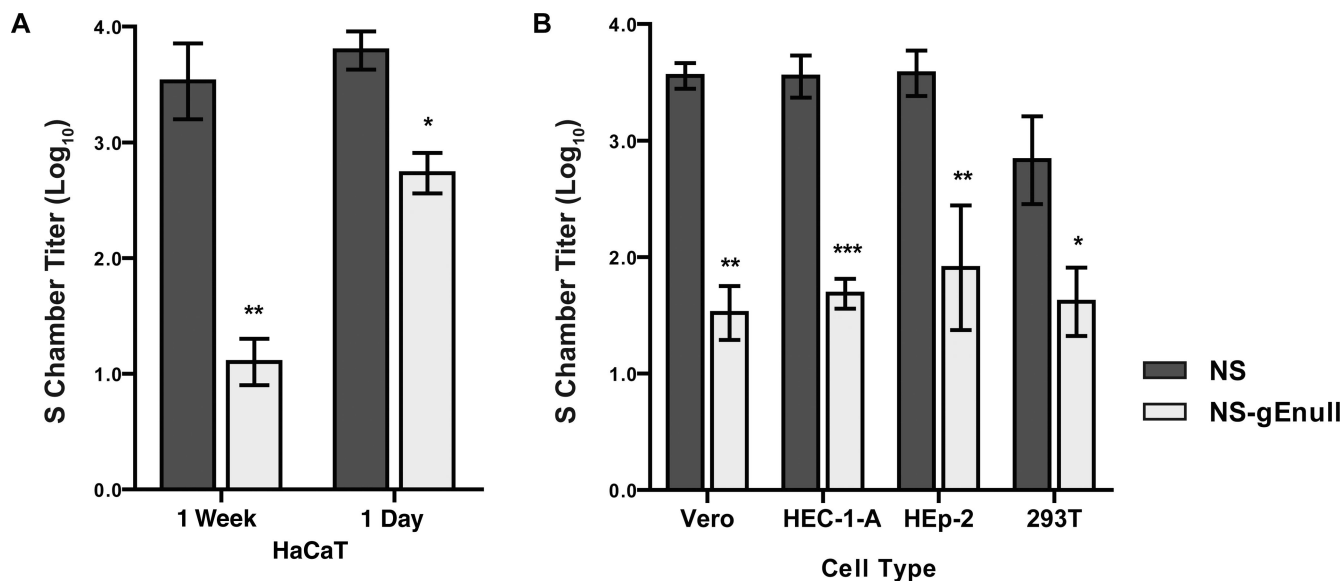 A
S Chamber Titer (Log₁₀)
4.0
3.0
2.0
1.0
0.0
**
*
1 Week
1 Day
HaCaT
B
S Chamber Titer (Log₁₀)
4.0
3.0
2.0
1.0
0.0
**
***
**
*
Vero
HEC-1-A
HEp-2
293T
Cell Type
NS
NS-gEnull